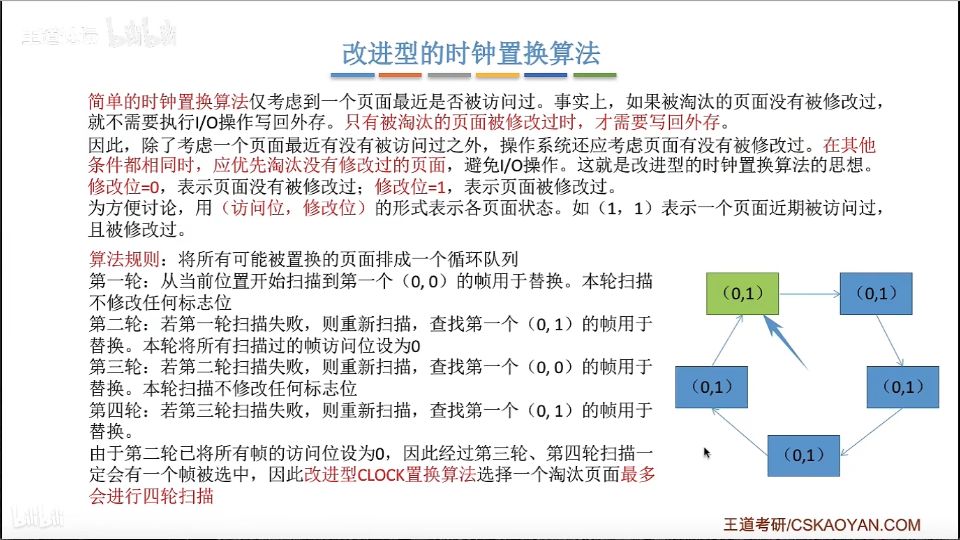 王道考研 bilibili
改进型的时钟置换算法
简单的时钟置换算法仅考虑到一个页面最近是否被访问过。事实上，如果被淘汰的页面没有被修改过，
就不需要执行I/O操作写回外存。只有被淘汰的页面被修改过时，才需要写回外存。
因此，除了考虑一个页面最近有没有被访问过之外，操作系统还应考虑页面有没有被修改过。在其他
条件都相同时，应优先淘汰没有修改过的页面，避免I/O操作。这就是改进型的时钟置换算法的思想。
修改位=0，表示页面没有被修改过；修改位=1，表示页面被修改过。
为方便讨论，用（访问位，修改位）的形式表示各页面状态。如（1，1）表示一个页面近期被访问过，
且被修改过。
算法规则：将所有可能被置换的页面排成一个循环队列
第一轮：从当前位置开始扫描到第一个（0, 0）的帧用于替换。本轮扫描
不修改任何标志位
第二轮：若第一轮扫描失败，则重新扫描，查找第一个（0, 1）的帧用于
替换。本轮将所有扫描过的帧访问位设为0
第三轮：若第二轮扫描失败，则重新扫描，查找第一个（0, 0）的帧用于
替换。本轮扫描不修改任何标志位
第四轮：若第三轮扫描失败，则重新扫描，查找第一个（0, 1）的帧用于
替换。
由于第二轮已将所有帧的访问位设为0，因此经过第三轮、第四轮扫描一
定会有一个帧被选中，因此改进型CLOCK置换算法选择一个淘汰页面最多
会进行四轮扫描
（0,1）
（0,1）
（0,1）
（0,1）
（0,1）
bilibili
王道考研/CSKAOYAN.COM